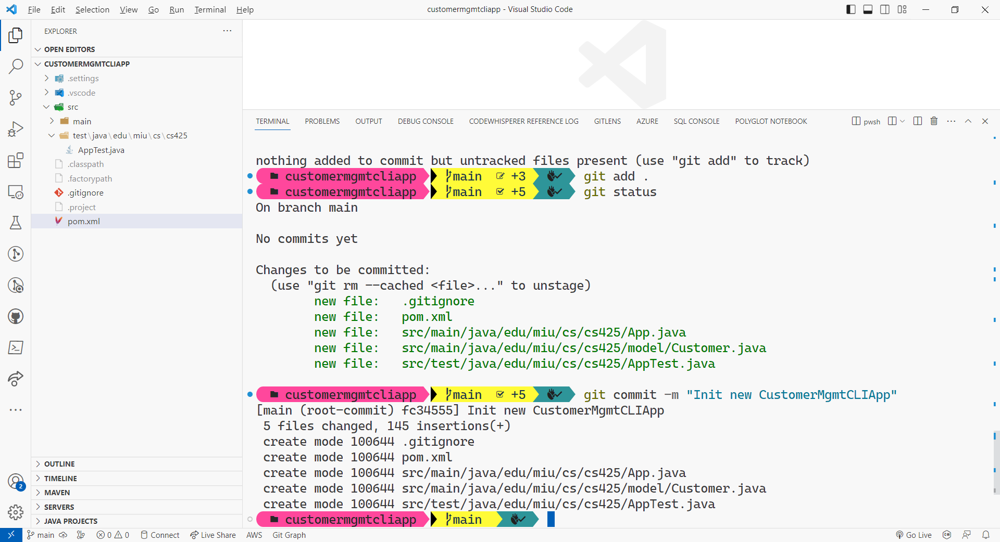 File Edit Selection View Go Run Terminal Help
customermgmtcliapp - Visual Studio Code
EXPLORER
OPEN EDITORS
CUSTOMERMGMTCLIAPP
.settings
.vscode
src
main
test\java\edu\miu\cs\cs425
AppTest.java
.classpath
.factorypath
.gitignore
.project
pom.xml
OUTLINE
TIMELINE
MAVEN
SERVERS
JAVA PROJECTS
2
TERMINAL PROBLEMS OUTPUT DEBUG CONSOLE CODEWHISPERER REFERENCE LOG GITLENS AZURE SQL CONSOLE POLYGLOT NOTEBOOK
pwsh
nothing added to commit but untracked files present (use "git add" to track)
customermgmtcliapp main +3 git add .
customermgmtcliapp main +5 git status
On branch main
No commits yet
Changes to be committed:
(use "git rm --cached <file>..." to unstage)
new file: .gitignore
new file: pom.xml
new file: src/main/java/edu/miu/cs/cs425/App.java
new file: src/main/java/edu/miu/cs/cs425/model/Customer.java
new file: src/test/java/edu/miu/cs/cs425/AppTest.java
customermgmtcliapp main +5 git commit -m "Init new CustomerMgmtCLIApp"
[main (root-commit) fc34555] Init new CustomerMgmtCLIApp
5 files changed, 145 insertions(+)
create mode 100644 .gitignore
create mode 100644 pom.xml
create mode 100644 src/main/java/edu/miu/cs/cs425/App.java
create mode 100644 src/main/java/edu/miu/cs/cs425/model/Customer.java
create mode 100644 src/test/java/edu/miu/cs/cs425/AppTest.java
customermgmtcliapp main
main 0 0 Connect Live Share AWS Git Graph Go Live